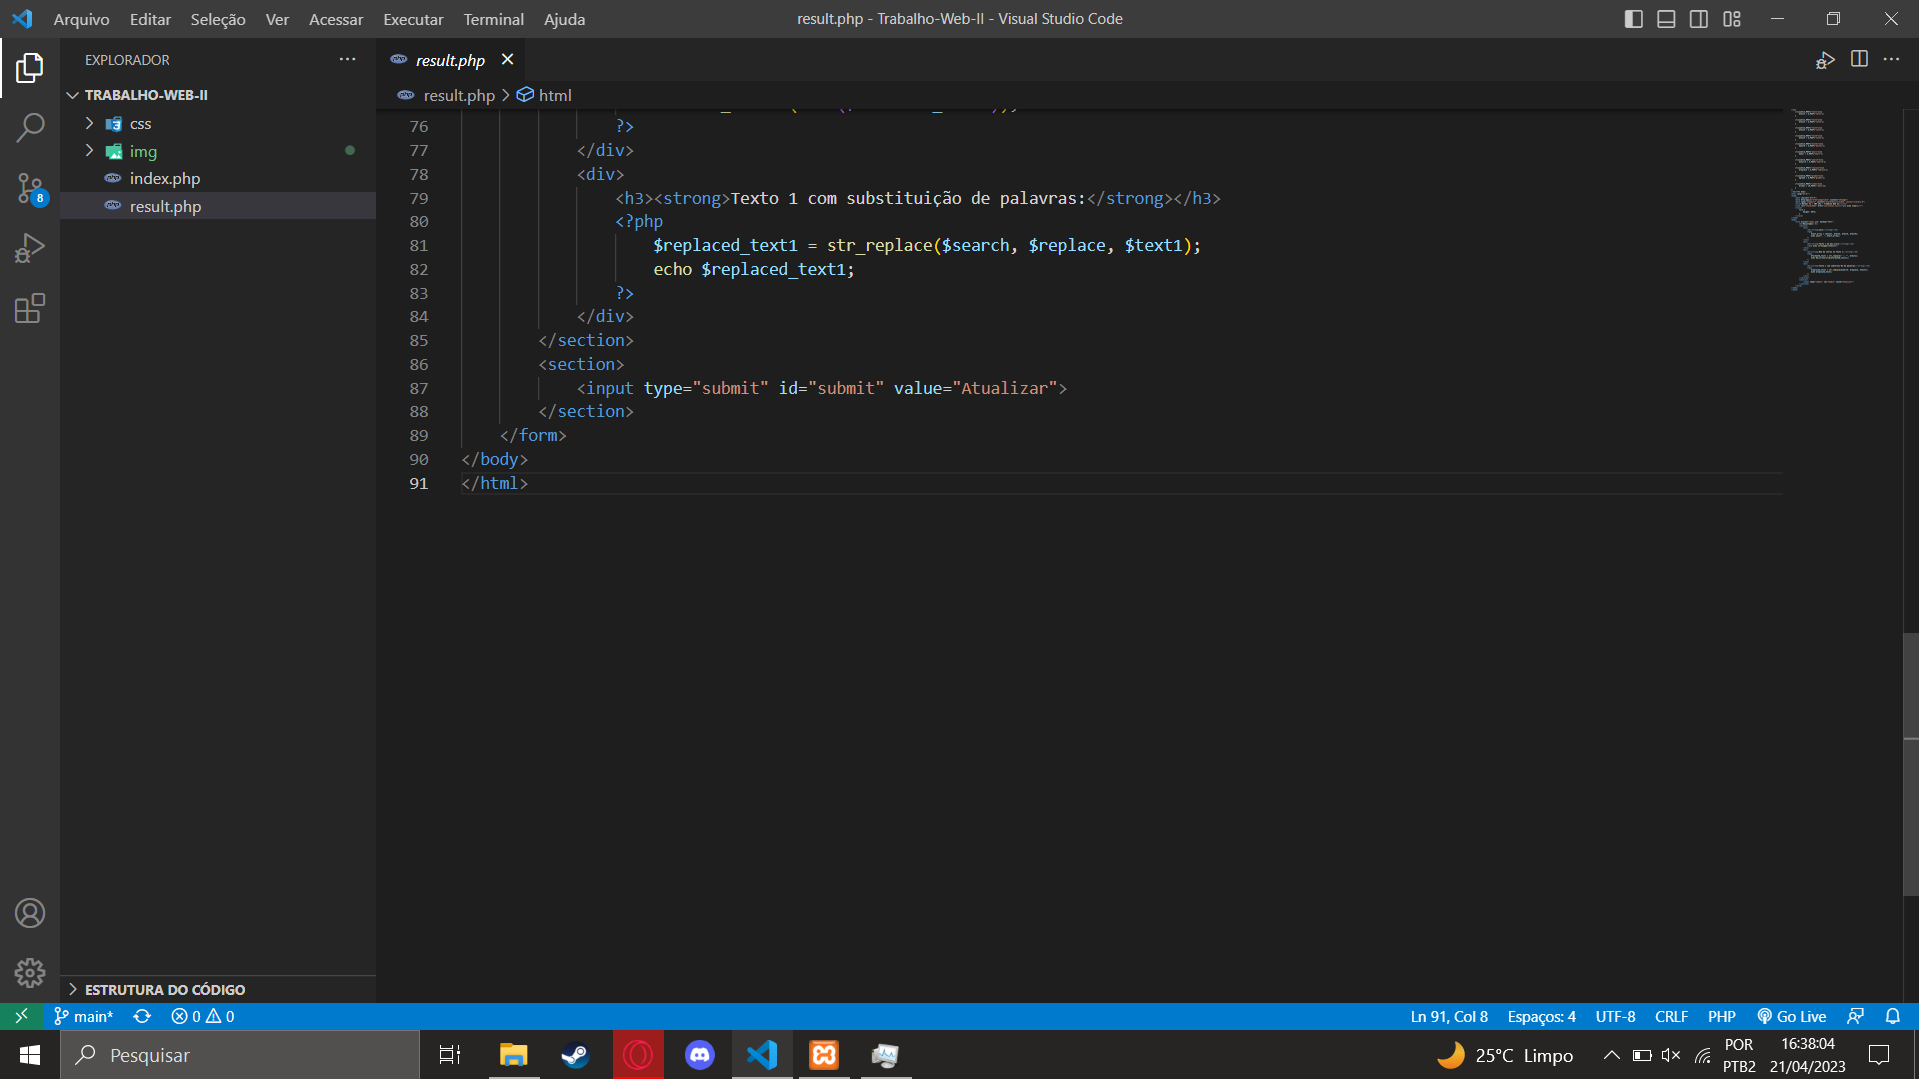 Arquivo Editar Seleção Ver Acessar Executar Terminal Ajuda
result.php - Trabalho-Web-II - Visual Studio Code
EXPLORADOR
result.php
TRABALHO-WEB-II
result.php > html
css
img
index.php
result.php
8
76 ?>
77 </div>
78 <div>
79 <h3><strong>Texto 1 com substituição de palavras:</strong></h3>
80 <?php
81 $replaced_text1 = str_replace($search, $replace, $text1);
82 echo $replaced_text1;
83 ?>
84 </div>
85 </section>
86 <section>
87 <input type="submit" id="submit" value="Atualizar">
88 </section>
89 </form>
90 </body>
91 </html>
ESTRUTURA DO CÓDIGO
main* 0 0
Ln 91, Col 8 Espaços: 4 UTF-8 CRLF PHP Go Live
Pesquisar
25°C Limpo
POR
PTB2
16:38:04
21/04/2023